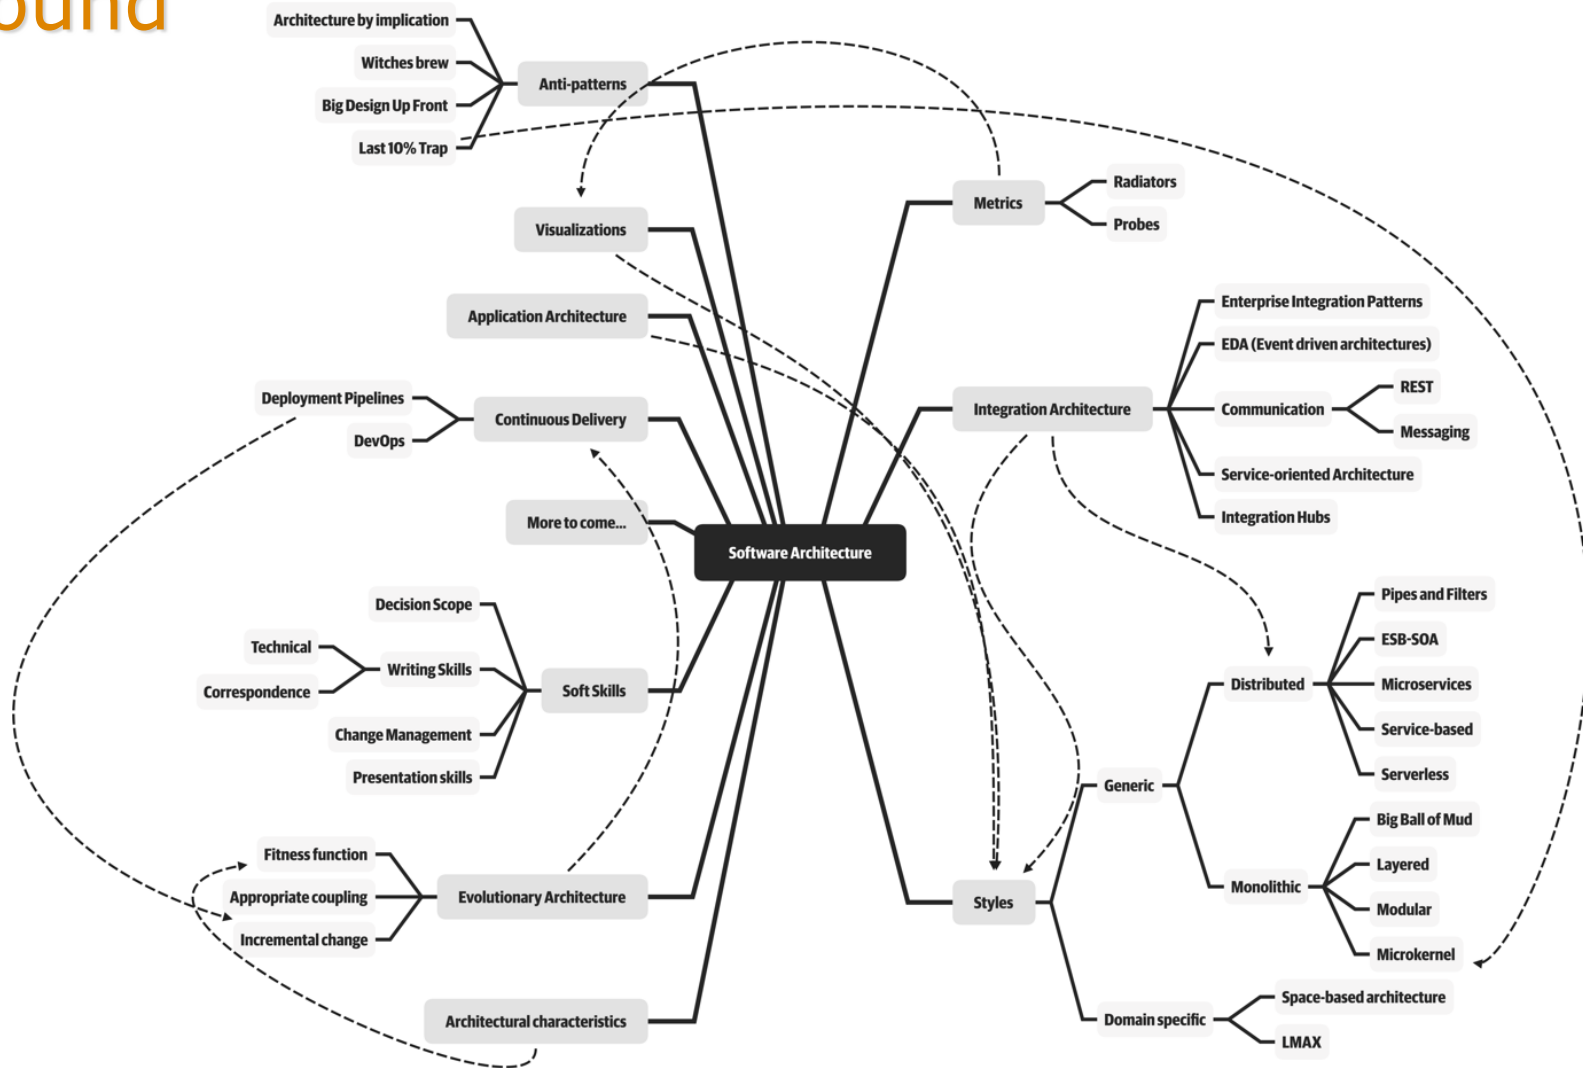 ound
Architecture by implication
Witches brew
Big Design Up Front
Last 10% Trap
Anti-patterns
Visualizations
Application Architecture
Deployment Pipelines
DevOps
Continuous Delivery
More to come...
Software Architecture
Decision Scope
Technical
Correspondence
Writing Skills
Change Management
Presentation skills
Soft Skills
Fitness function
Appropriate coupling
Incremental change
Evolutionary Architecture
Architectural characteristics
Metrics
Radiators
Probes
Integration Architecture
Enterprise Integration Patterns
EDA (Event driven architectures)
Communication
REST
Messaging
Service-oriented Architecture
Integration Hubs
Styles
Generic
Distributed
Pipes and Filters
ESB-SOA
Microservices
Service-based
Serverless
Monolithic
Big Ball of Mud
Layered
Modular
Microkernel
Domain specific
Space-based architecture
LMAX